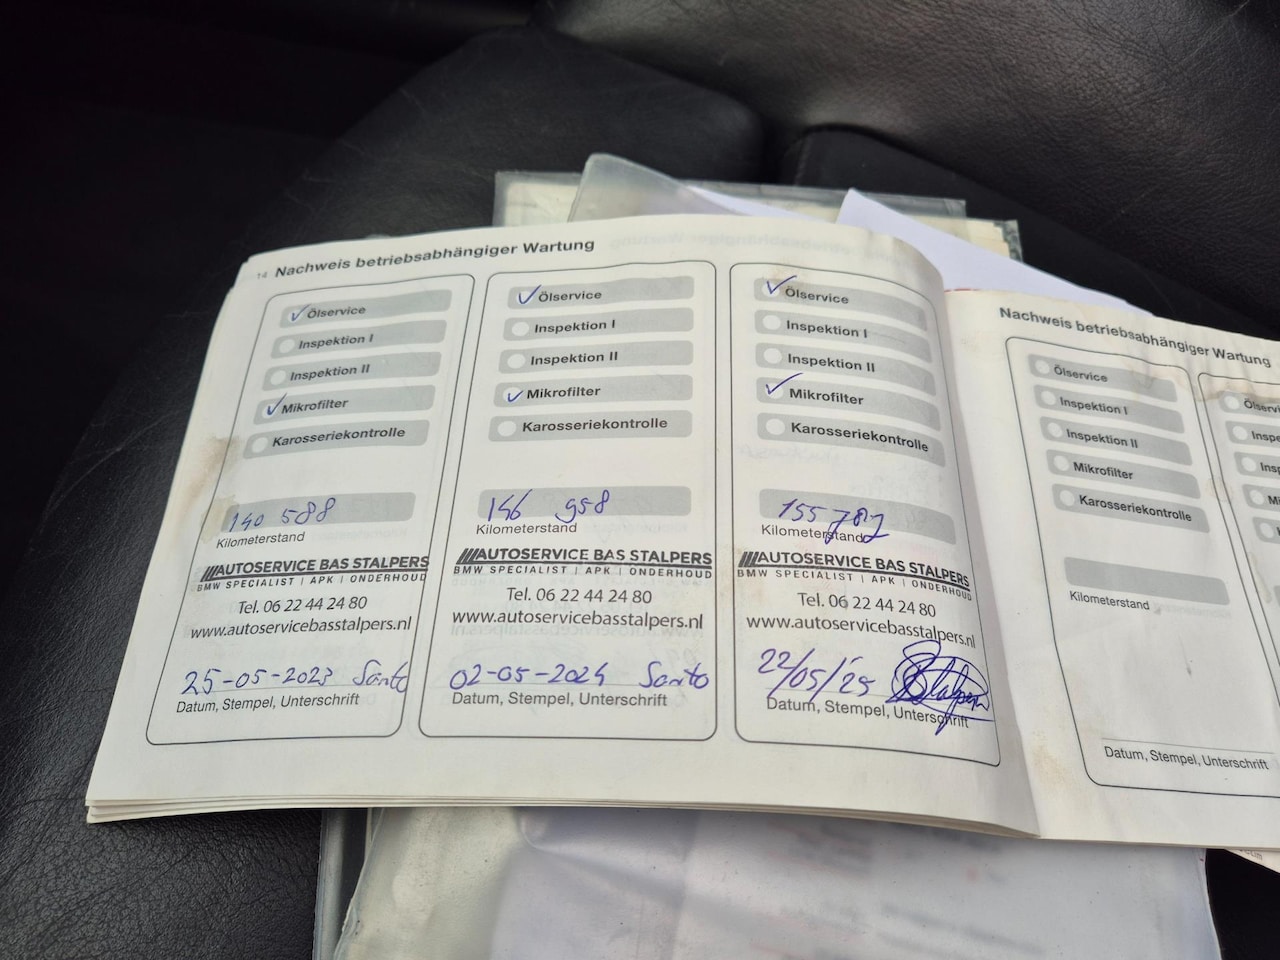 14 Nachweis betriebsabhängiger Wartung
Ölservice
Inspektion I
Inspektion II
Mikrofilter
Karosseriekontrolle
140 588
Kilometerstand
AUTOSERVICE BAS STALPERS
BMW SPECIALIST | APK | ONDERHOUD
Tel. 06 22 44 24 80
www.autoservicebasstalpers.nl
25-05-2023 Santo
Datum, Stempel, Unterschrift
Ölservice
Inspektion I
Inspektion II
Mikrofilter
Karosseriekontrolle
146 958
Kilometerstand
AUTOSERVICE BAS STALPERS
BMW SPECIALIST | APK | ONDERHOUD
Tel. 06 22 44 24 80
www.autoservicebasstalpers.nl
02-05-2024 Santo
Datum, Stempel, Unterschrift
Ölservice
Inspektion I
Inspektion II
Mikrofilter
Karosseriekontrolle
155 782
Kilometerstand
AUTOSERVICE BAS STALPERS
BMW SPECIALIST | APK | ONDERHOUD
Tel. 06 22 44 24 80
www.autoservicebasstalpers.nl
22/05/'25
Datum, Stempel, Unterschrift
Nachweis betriebsabhängiger Wartung
Ölservice
Inspektion I
Inspektion II
Mikrofilter
Karosseriekontrolle
Kilometerstand
Datum, Stempel, Unterschrift